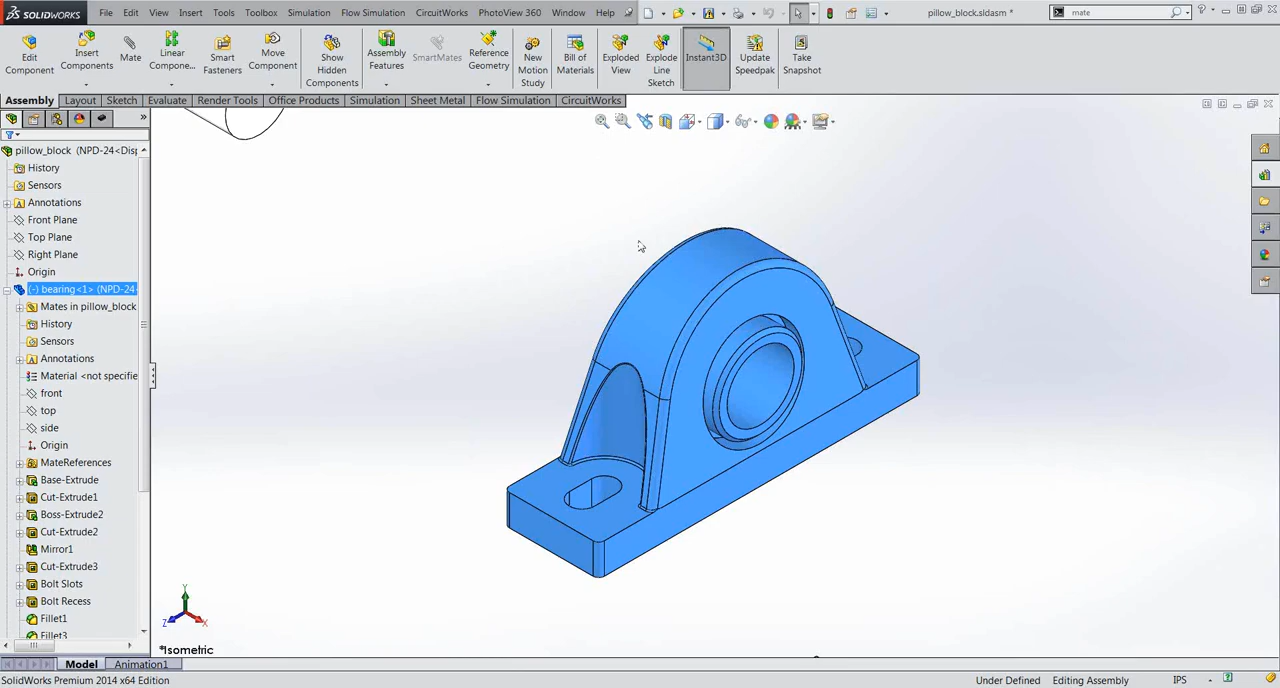 SOLIDWORKS File Edit View Insert Tools Toolbox Simulation Flow Simulation CircuitWorks PhotoView 360 Window Help pillow_block.sldasm * mate
Edit Component
Insert Components
Mate
Linear Compone...
Smart Fasteners
Move Component
Show Hidden Components
Assembly Features
SmartMates
Reference Geometry
New Motion Study
Bill of Materials
Exploded View
Explode Line Sketch
Instant3D
Update Speedpak
Take Snapshot
Assembly Layout Sketch Evaluate Render Tools Office Products Simulation Sheet Metal Flow Simulation CircuitWorks
pillow_block (NPD-24<Disp
History
Sensors
Annotations
Front Plane
Top Plane
Right Plane
Origin
(-) bearing<1> (NPD-24
Mates in pillow_block
History
Sensors
Annotations
Material <not specifie
front
top
side
Origin
MateReferences
Base-Extrude
Cut-Extrude1
Boss-Extrude2
Cut-Extrude2
Mirror1
Cut-Extrude3
Bolt Slots
Bolt Recess
Fillet1
Fillet3
Y
Z X
*Isometric
Model Animation1
SolidWorks Premium 2014 x64 Edition Under Defined Editing Assembly IPS